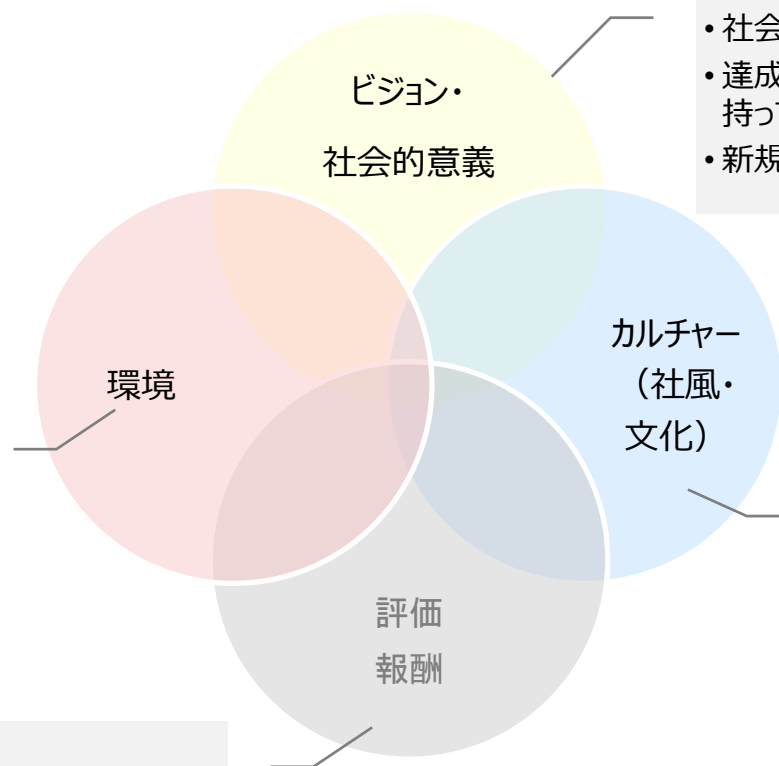 ビジョン・
社会的意義
・社会
・達成
持って
・新規
カルチャー
（社風・
文化）
環境
評価
報酬